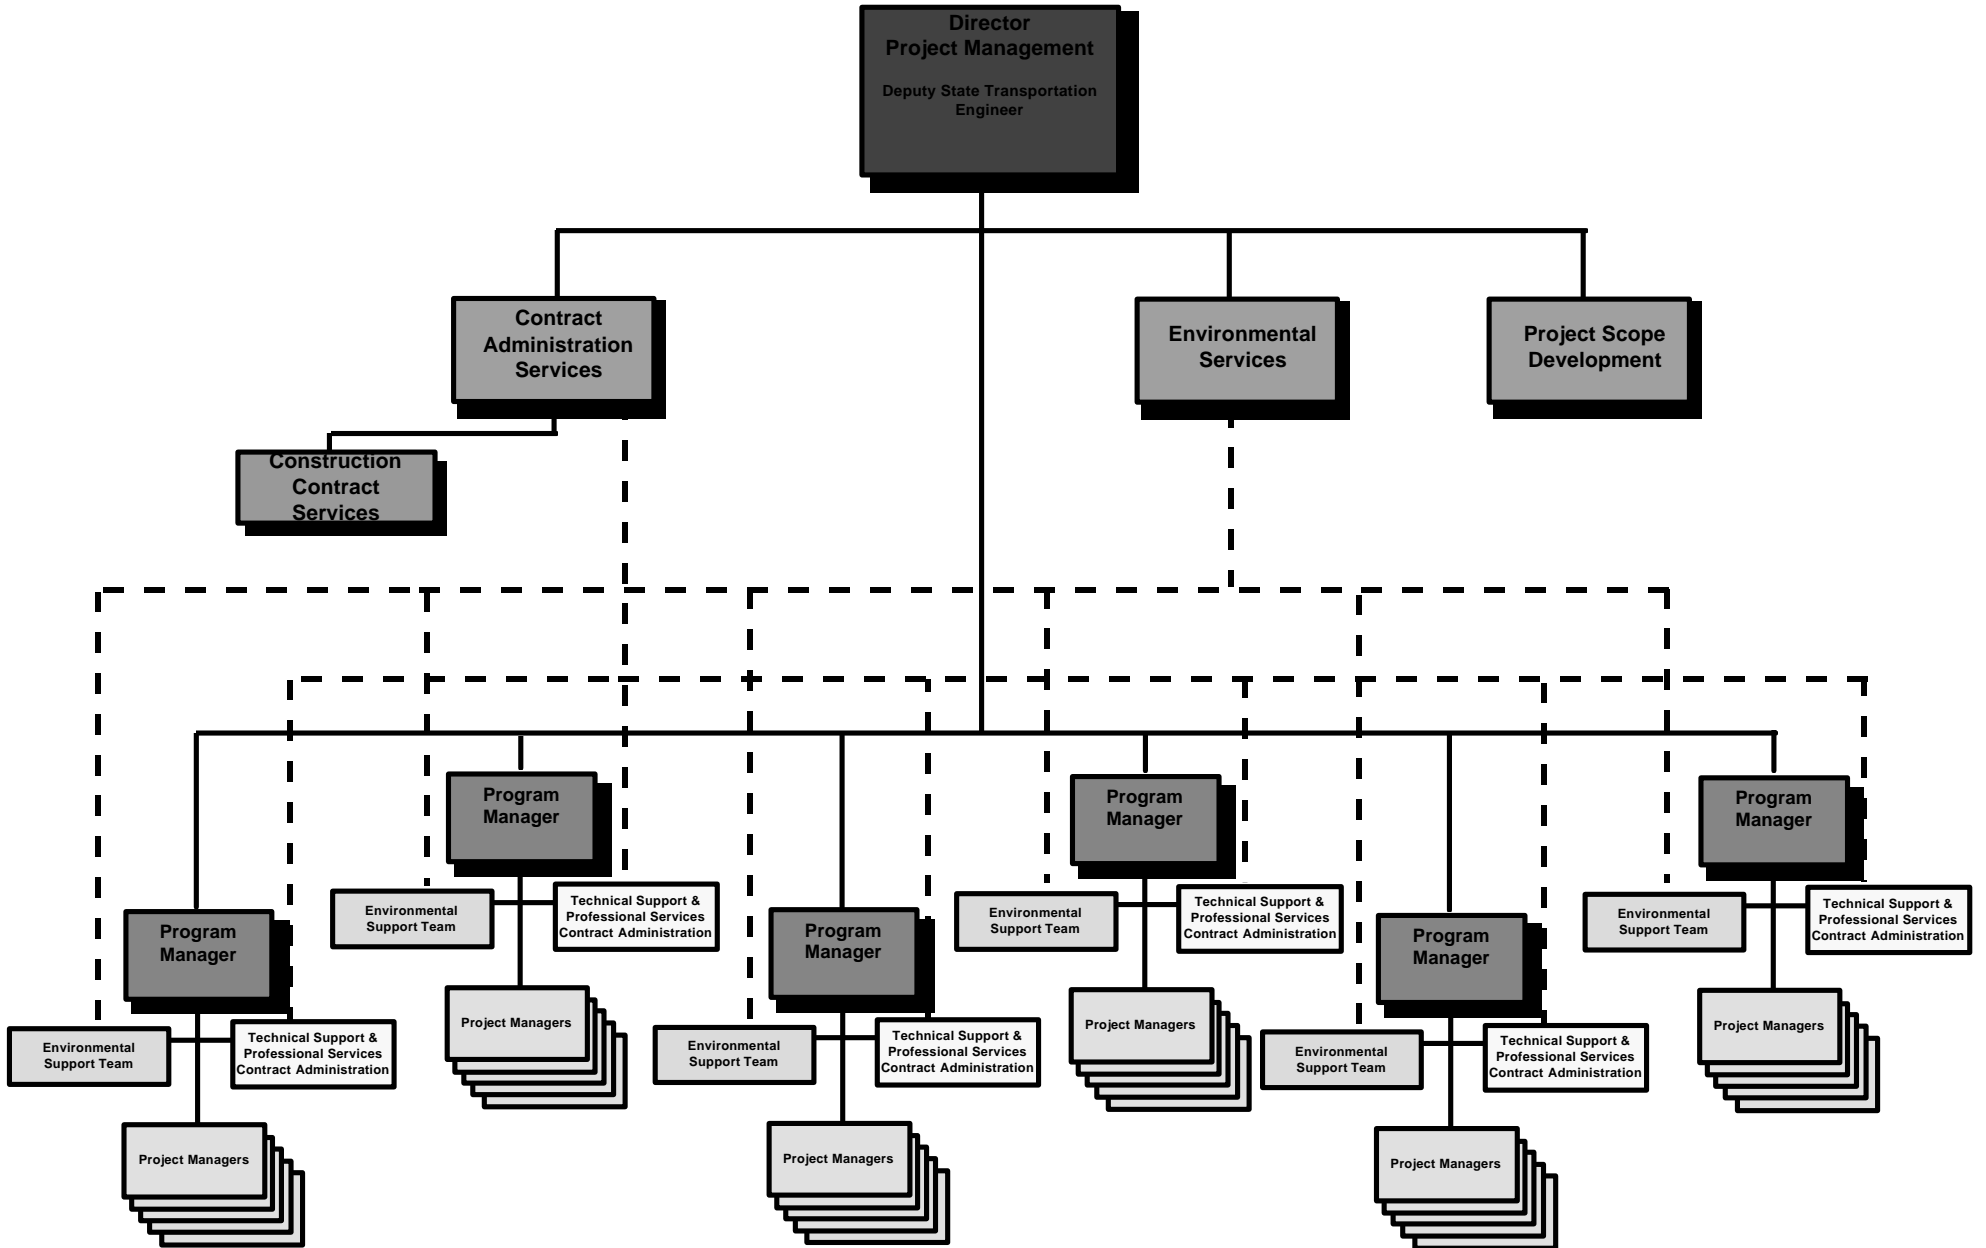 Director
Project Management
Deputy State Transportation
Engineer
Contract
Administration
Services
Environmental
Services
Project Scope
Development
Construction
Contract
Services
Program
Manager
Program
Manager
Program
Manager
Environmental
Support Team
Technical Support &
Professional Services
Contract Administration
Environmental
Support Team
Technical Support &
Professional Services
Contract Administration
Environmental
Support Team
Technical Support &
Professional Services
Contract Administration
Program
Manager
Program
Manager
Program
Manager
Project Managers
Project Managers
Project Managers
Environmental
Support Team
Technical Support &
Professional Services
Contract Administration
Environmental
Support Team
Technical Support &
Professional Services
Contract Administration
Environmental
Support Team
Technical Support &
Professional Services
Contract Administration
Project Managers
Project Managers
Project Managers